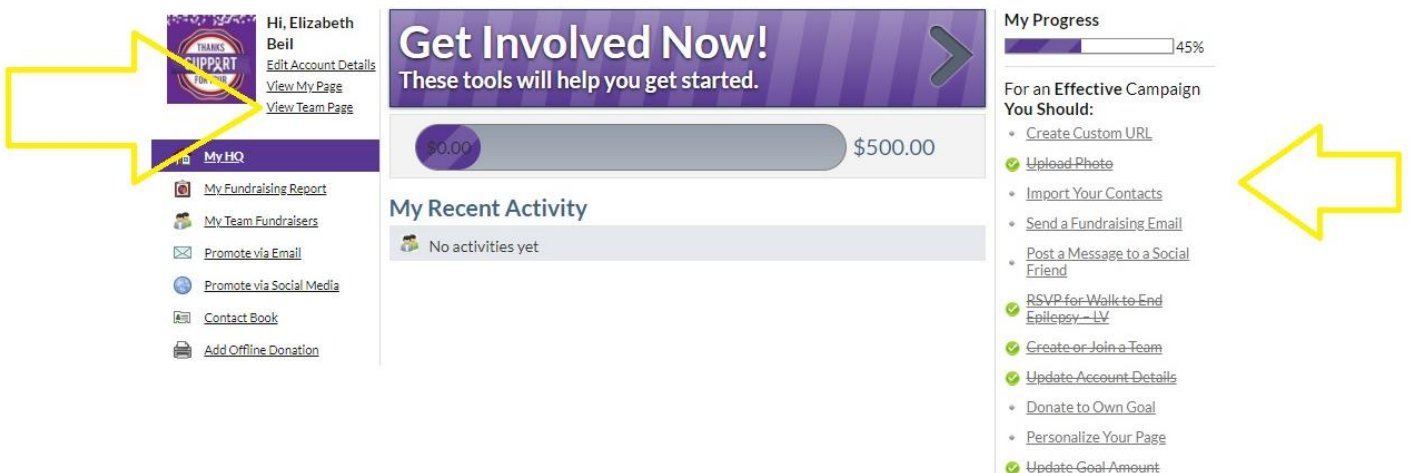 THANKS
SUPPORT
FOR YOUR
Hi, Elizabeth
Beil
Edit Account Details
View My Page
View Team Page
My HQ
My Fundraising Report
My Team Fundraisers
Promote via Email
Promote via Social Media
Contact Book
Add Offline Donation
Get Involved Now!
These tools will help you get started.
$0.00
$500.00
My Recent Activity
No activities yet
My Progress
45%
For an Effective Campaign
You Should:
Create Custom URL
Upload Photo
Import Your Contacts
Send a Fundraising Email
Post a Message to a Social
Friend
RSVP for Walk to End
Epilepsy – LV
Create or Join a Team
Update Account Details
Donate to Own Goal
Personalize Your Page
Update Goal Amount